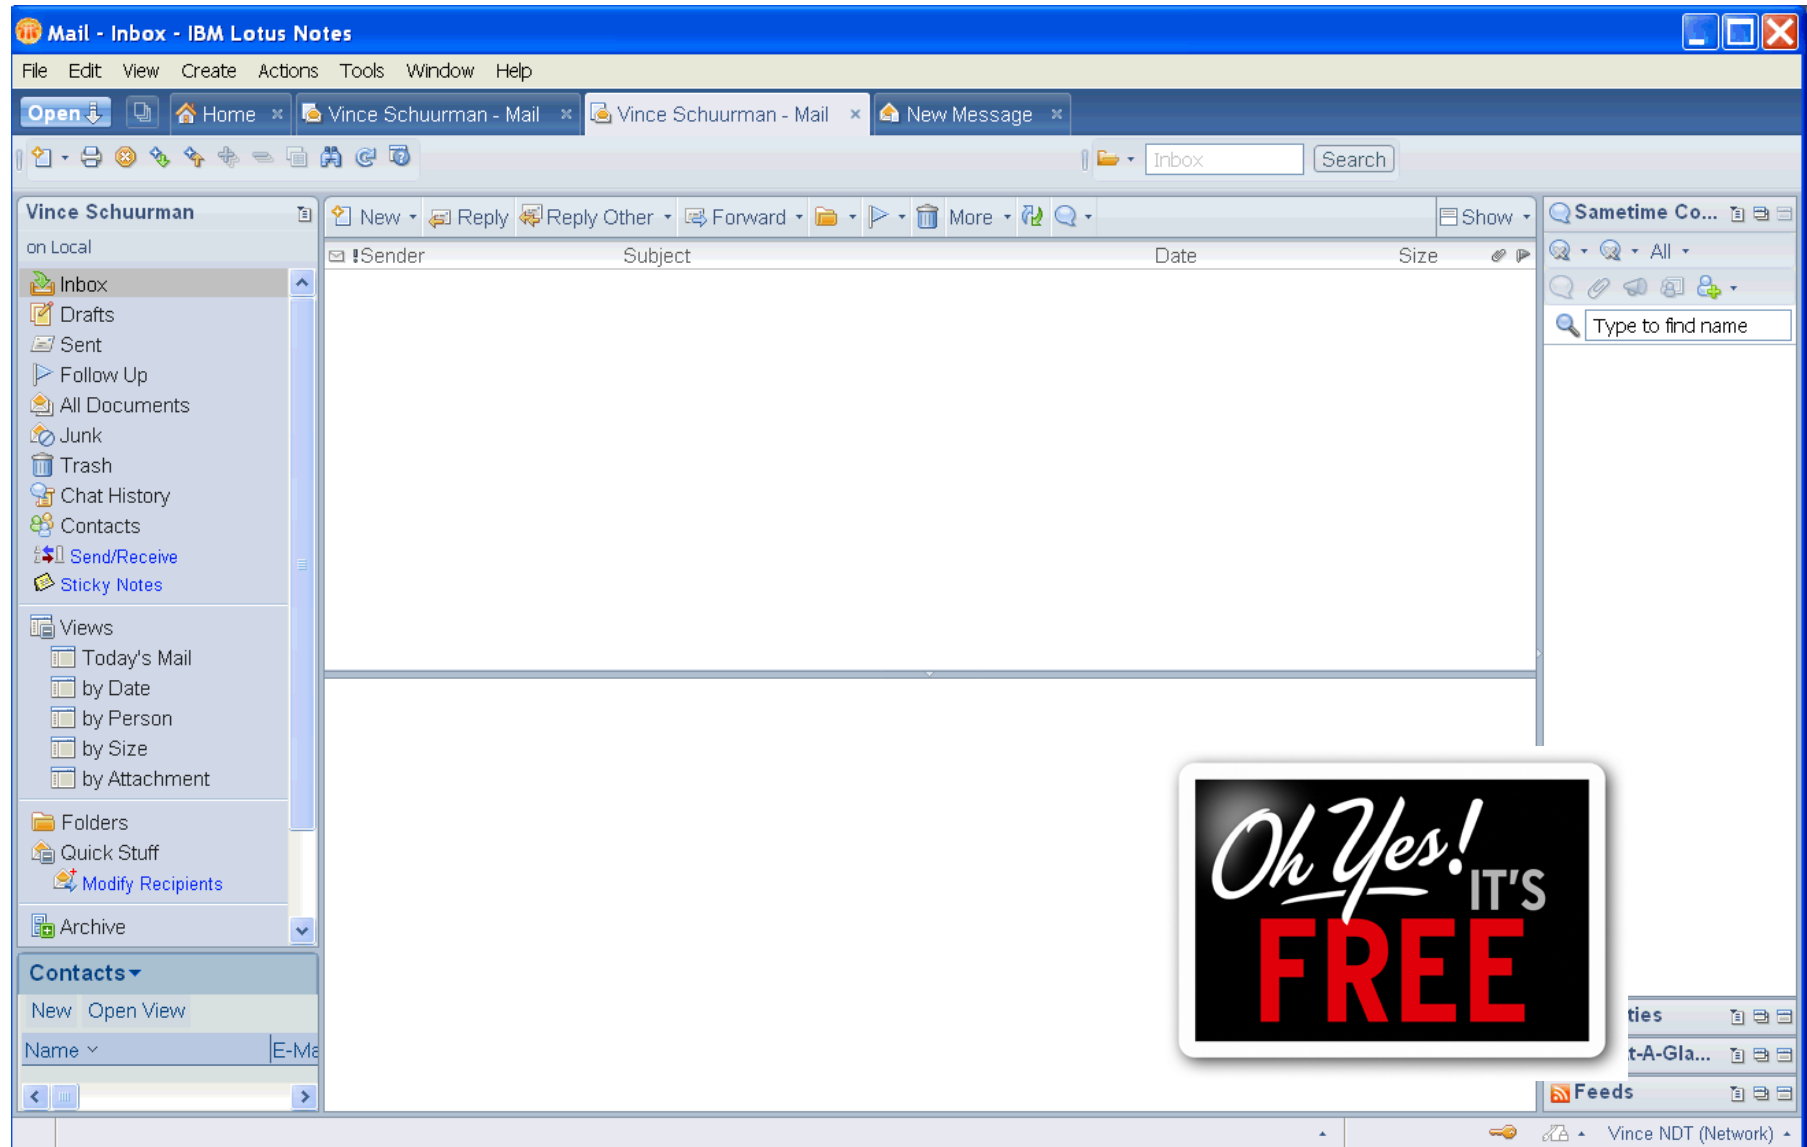 Mail - Inbox - IBM Lotus Notes
File Edit View Create Actions Tools Window Help
Open Home Vince Schuurman - Mail Vince Schuurman - Mail New Message
Inbox Search
Vince Schuurman
on Local
New Reply Reply Other Forward More Show
! Sender Subject Date Size
Inbox
Drafts
Sent
Follow Up
All Documents
Junk
Trash
Chat History
Contacts
Send/Receive
Sticky Notes
Views
Today's Mail
by Date
by Person
by Size
by Attachment
Folders
Quick Stuff
Modify Recipients
Archive
Contacts
New Open View
Name E-Ma
Sametime Co...
All
Type to find name
Oh Yes!
IT'S
FREE
ties
t-A-Gla...
Feeds
Vince NDT (Network)